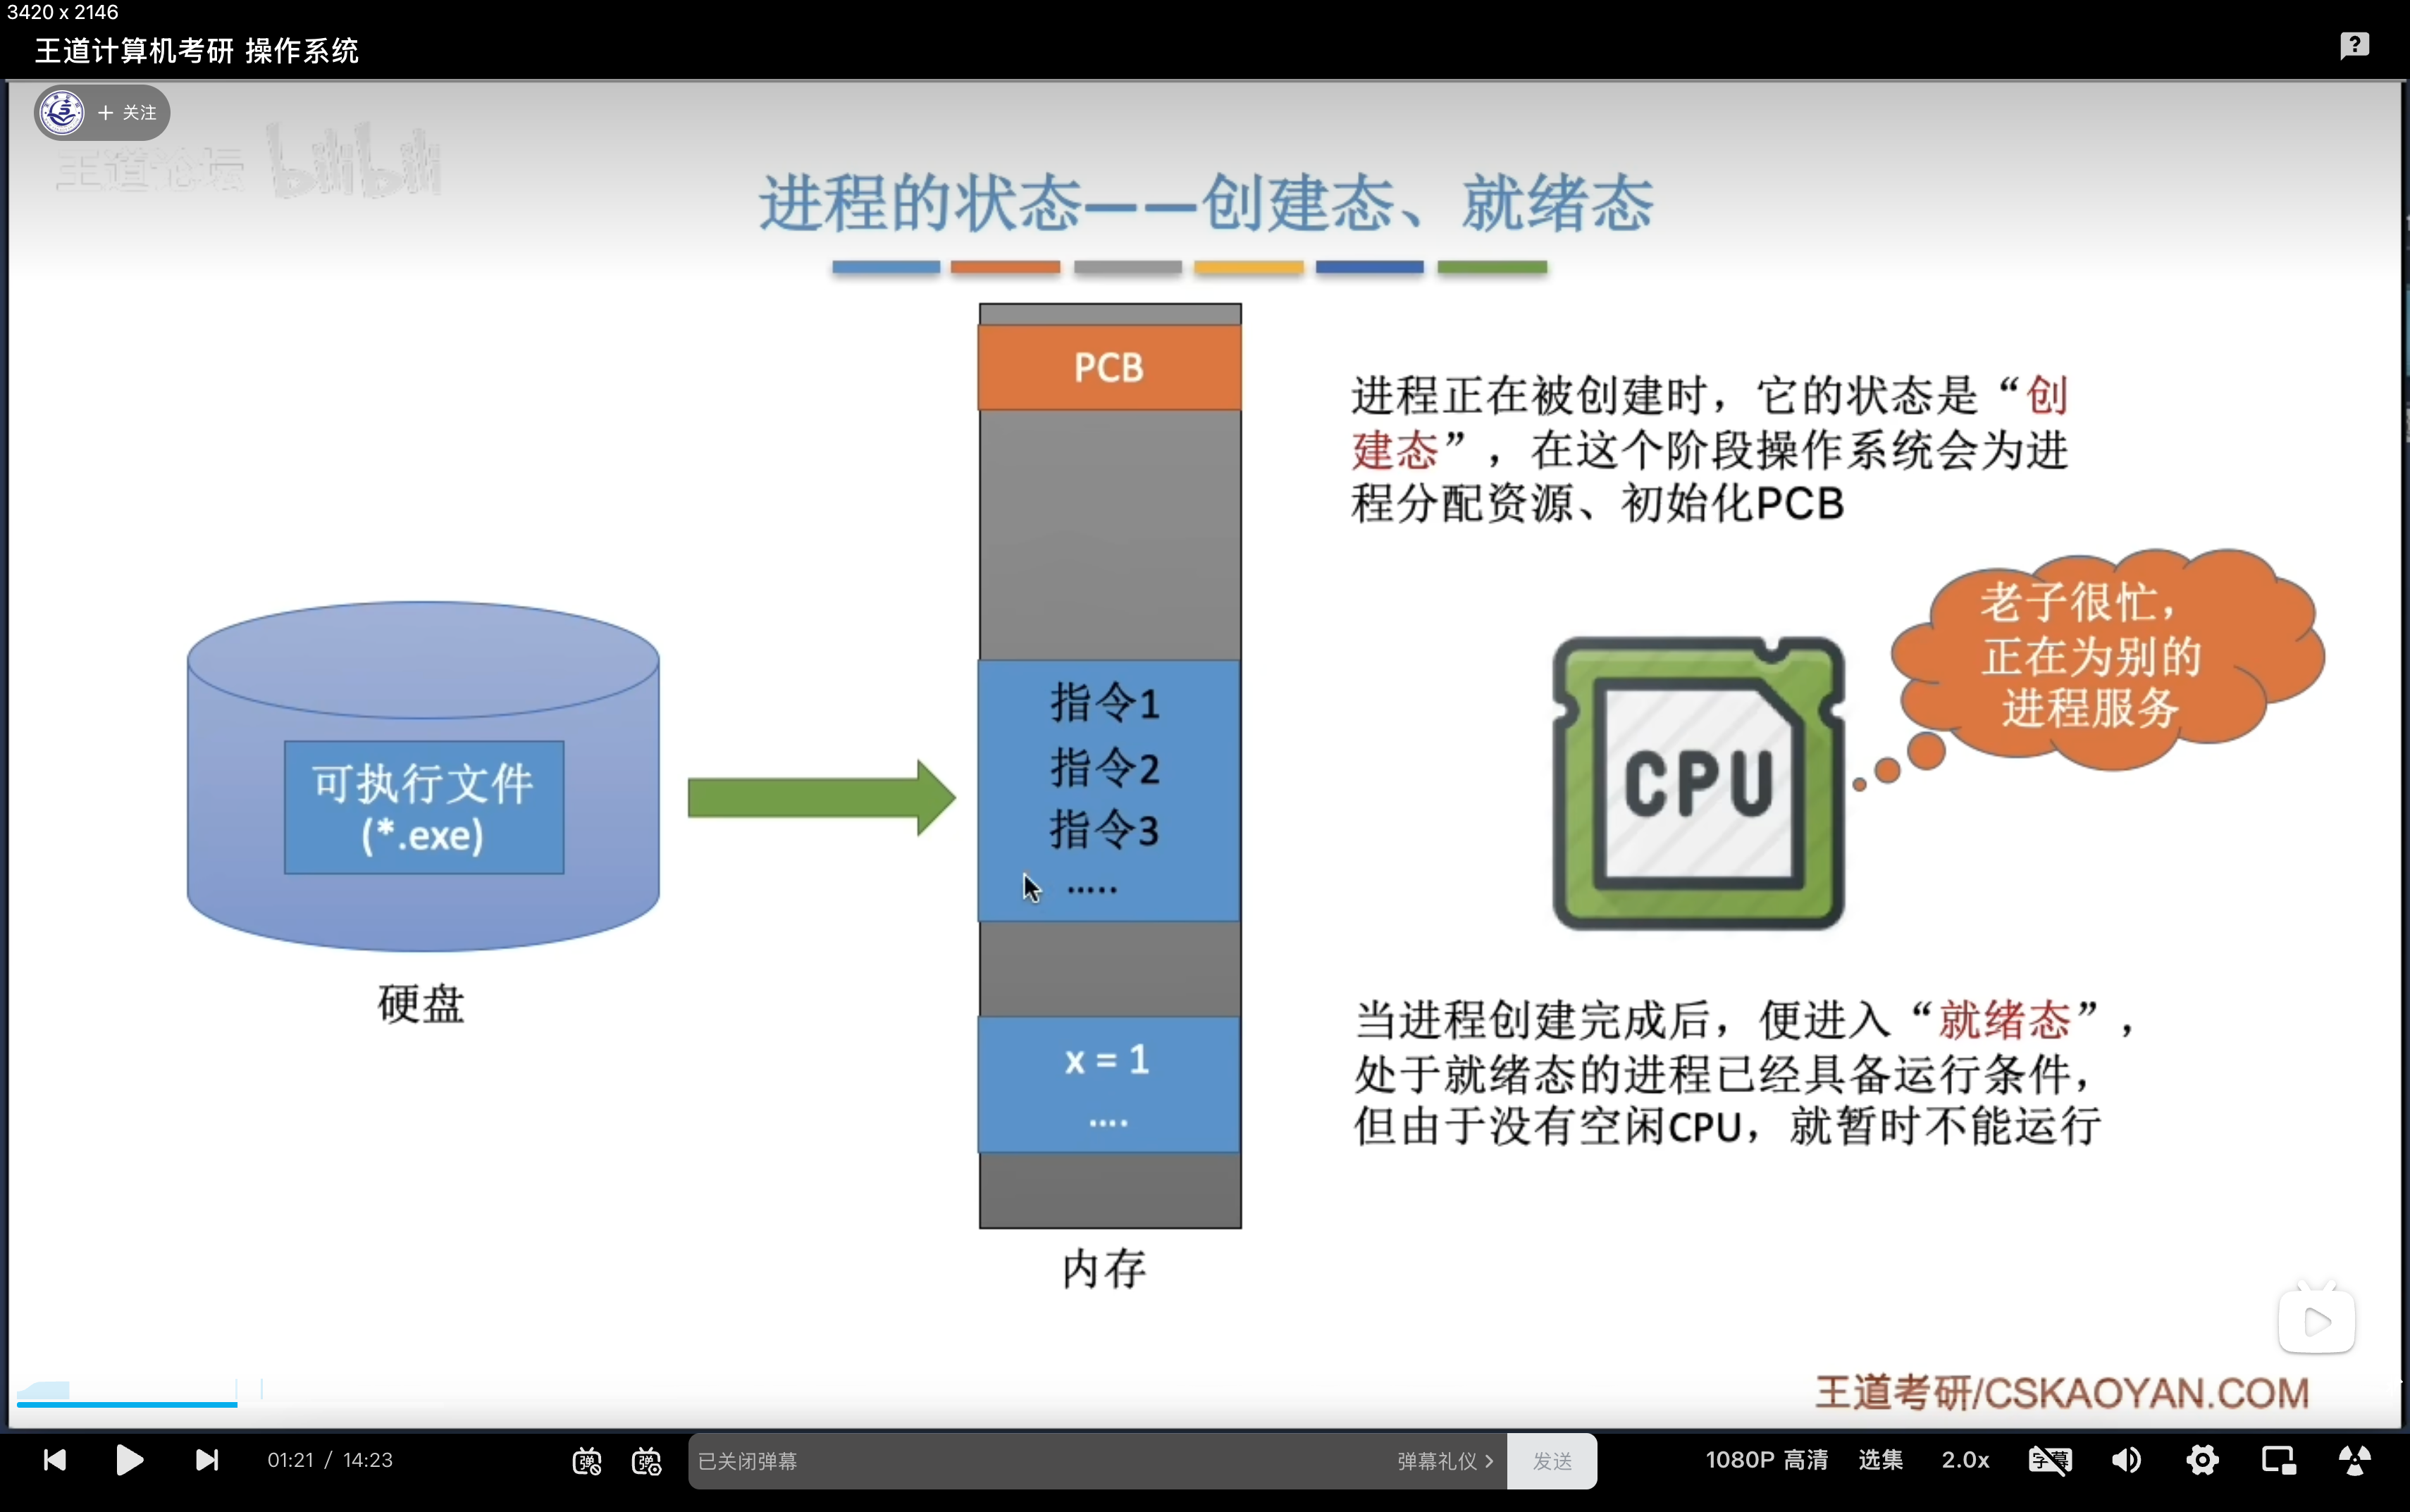 3420 x 2146
王道计算机考研 操作系统
+ 关注
王道论坛 bilibili
进程的状态——创建态、就绪态
PCB
进程正在被创建时，它的状态是“创
建态”，在这个阶段操作系统会为进
程分配资源、初始化PCB
老子很忙，
正在为别的
进程服务
指令1
指令2
指令3
.....
CPU
可执行文件
(*.exe)
硬盘
x = 1
....
当进程创建完成后，便进入“就绪态”，
处于就绪态的进程已经具备运行条件，
但由于没有空闲CPU，就暂时不能运行
内存
王道考研/CSKAOYAN.COM
01:21 / 14:23
弹
弹
已关闭弹幕
弹幕礼仪 >
发送
1080P 高清
选集
2.0x
字幕